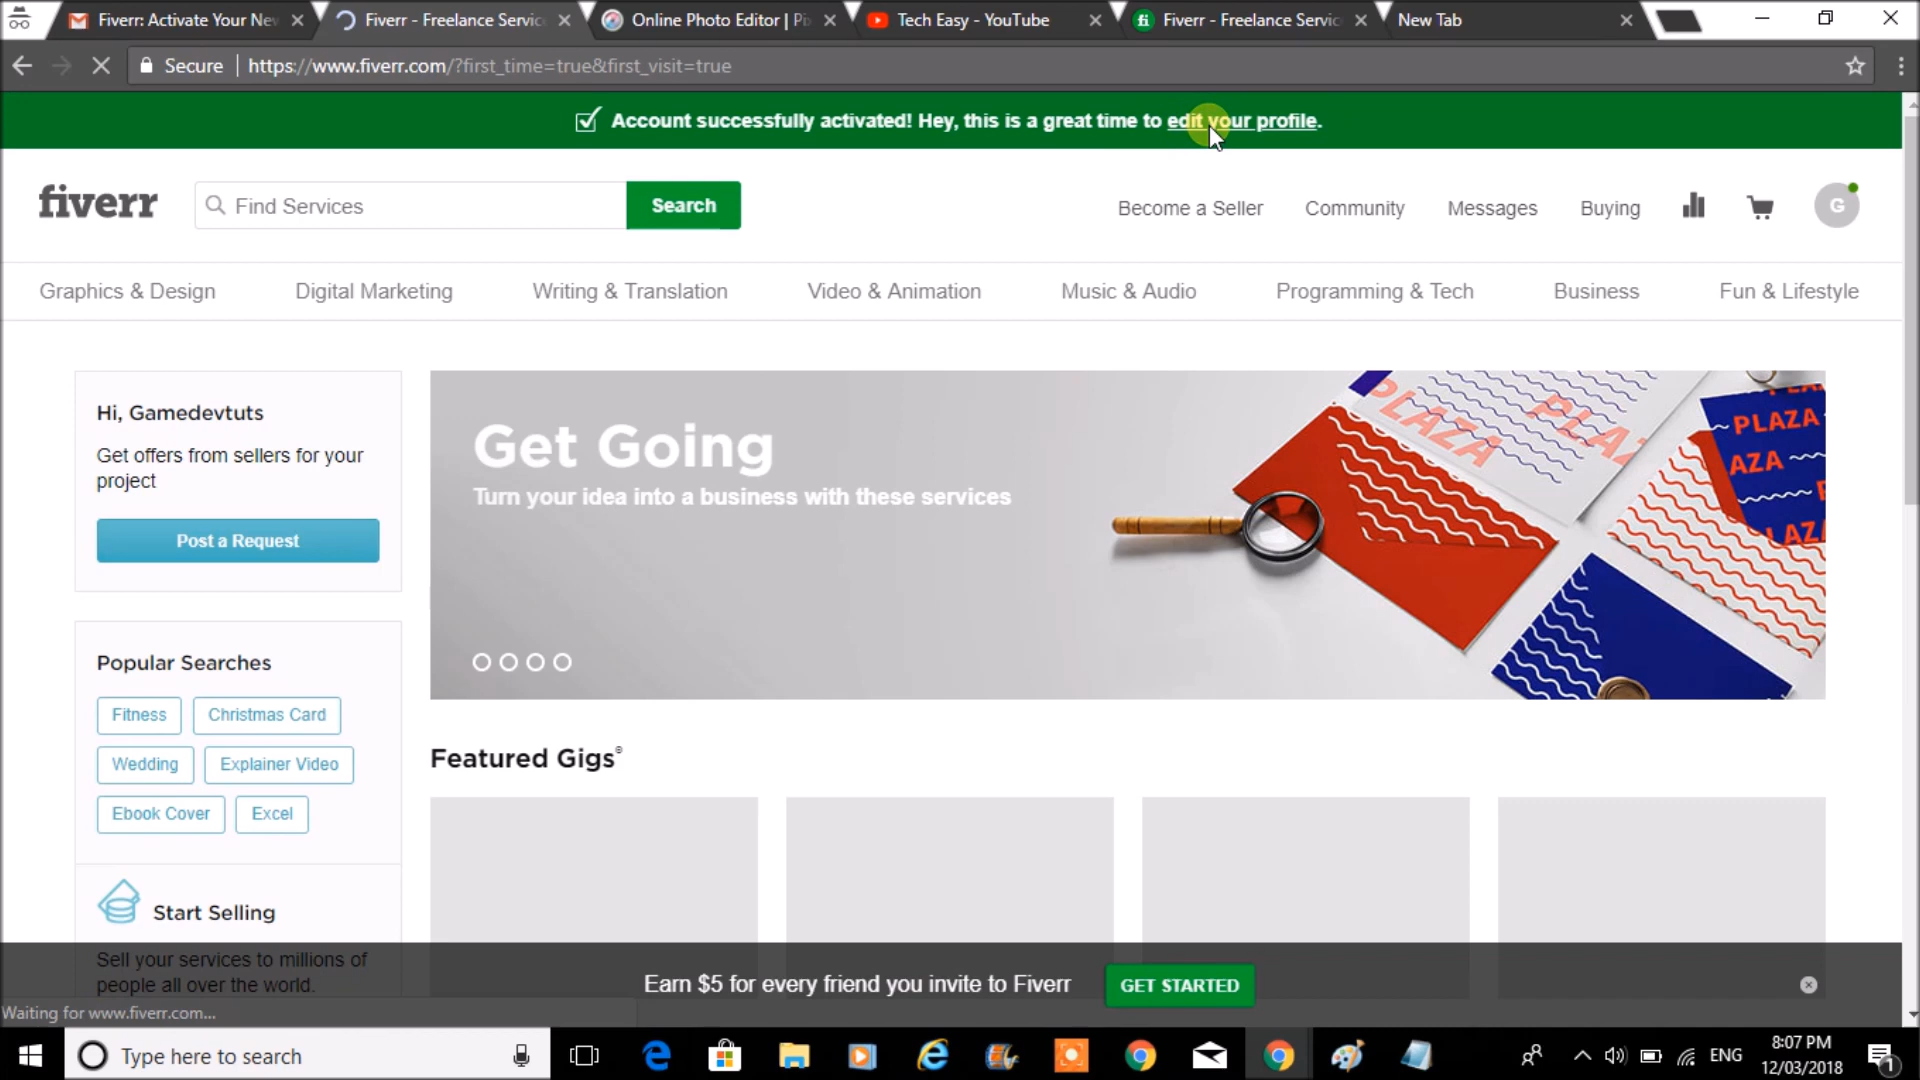 Fiverr: Activate Your Nev
Fiverr - Freelance Servic
Online Photo Editor | Pi
Tech Easy - YouTube
Fiverr - Freelance Servic
New Tab
Secure
https://www.fiverr.com/?first_time=true&first_visit=true
Account successfully activated! Hey, this is a great time to edit your profile.
fiverr
Find Services
Search
Become a Seller
Community
Messages
Buying
G
Graphics & Design
Digital Marketing
Writing & Translation
Video & Animation
Music & Audio
Programming & Tech
Business
Fun & Lifestyle
Hi, Gamedevtuts
Get offers from sellers for your
project
Post a Request
Get Going
Turn your idea into a business with these services
PLAZA
PLAZA
AZA
Popular Searches
Fitness
Christmas Card
Wedding
Explainer Video
Ebook Cover
Excel
Featured Gigs
Start Selling
Sell your services to millions of
people all over the world.
Earn $5 for every friend you invite to Fiverr
GET STARTED
Waiting for www.fiverr.com...
Type here to search
ENG
8:07 PM
12/03/2018
1